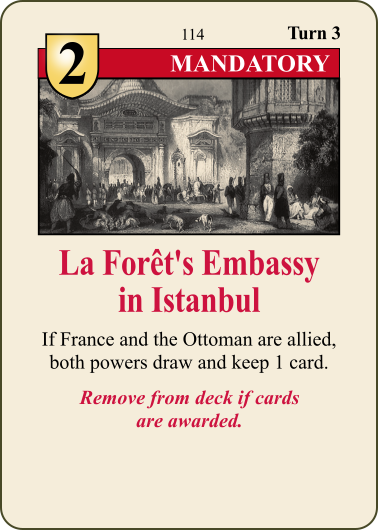 114
Turn 3
2
MANDATORY
La Forêt's Embassy
in Istanbul
If France and the Ottoman are allied,
both powers draw and keep 1 card.
Remove from deck if cards
are awarded.